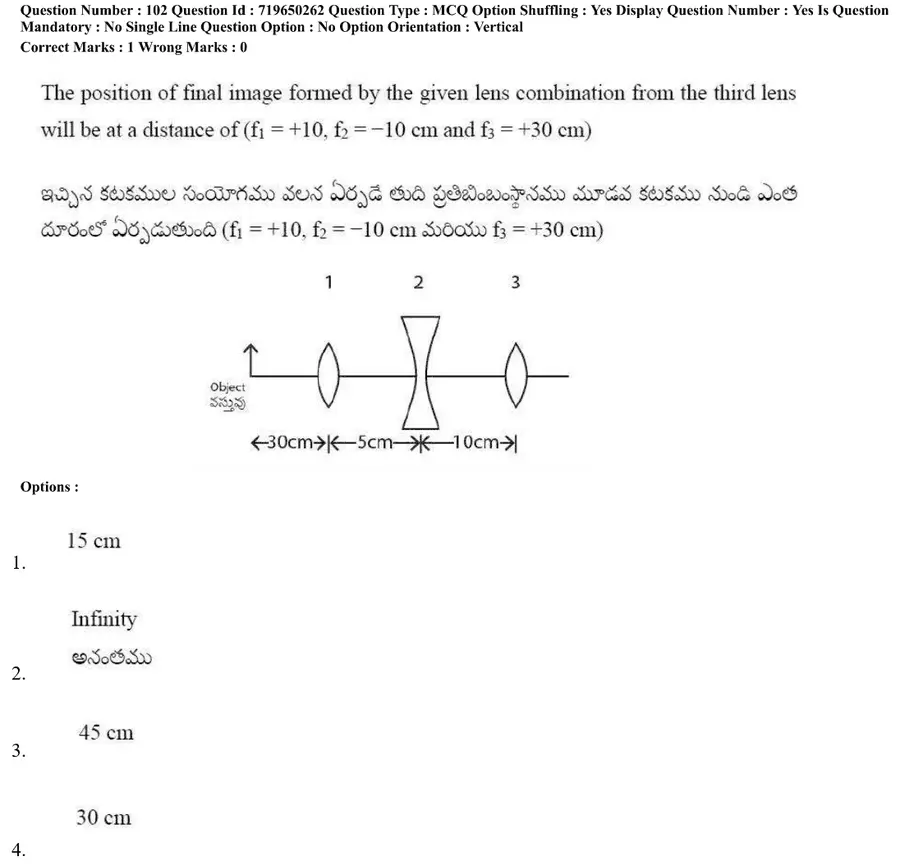 Question Number : 102 Question Id : 719650262 Question Type : MCQ Option Shuffling : Yes Display Question Number : Yes Is Question
Mandatory : No Single Line Question Option : No Option Orientation : Vertical
Correct Marks : 1 Wrong Marks : 0
The position of final image formed by the given lens combination from the third lens
will be at a distance of (f₁ = +10, f₂ = −10 cm and f₃ = +30 cm)
ఇచ్చిన కటకముల సంయోగము వలన ఏర్పడే తుది ప్రతిబింబంస్థానము మూడవ కటకము నుండి ఎంత
దూరంలో ఏర్పడుతుంది (f₁ = +10, f₂ = −10 cm మరియు f₃ = +30 cm)
1 2 3
Object
వస్తువు
30cm 5cm 10cm
Options :
15 cm
1.
Infinity
అనంతము
2.
45 cm
3.
30 cm
4.